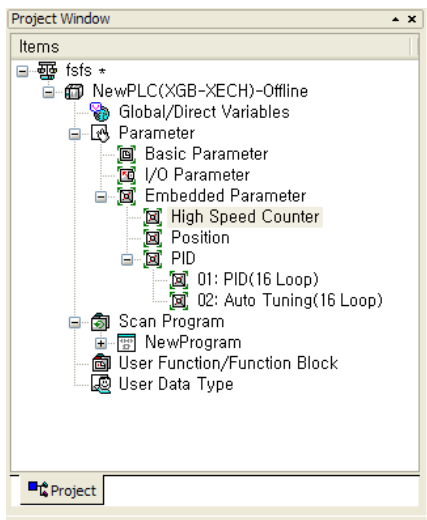 Project Window
Items
fsfs *
NewPLC(XGB-XECH)-Offline
Global/Direct Variables
Parameter
Basic Parameter
I/O Parameter
Embedded Parameter
High Speed Counter
Position
PID
01: PID(16 Loop)
02: Auto Tuning(16 Loop)
Scan Program
NewProgram
User Function/Function Block
User Data Type
Project